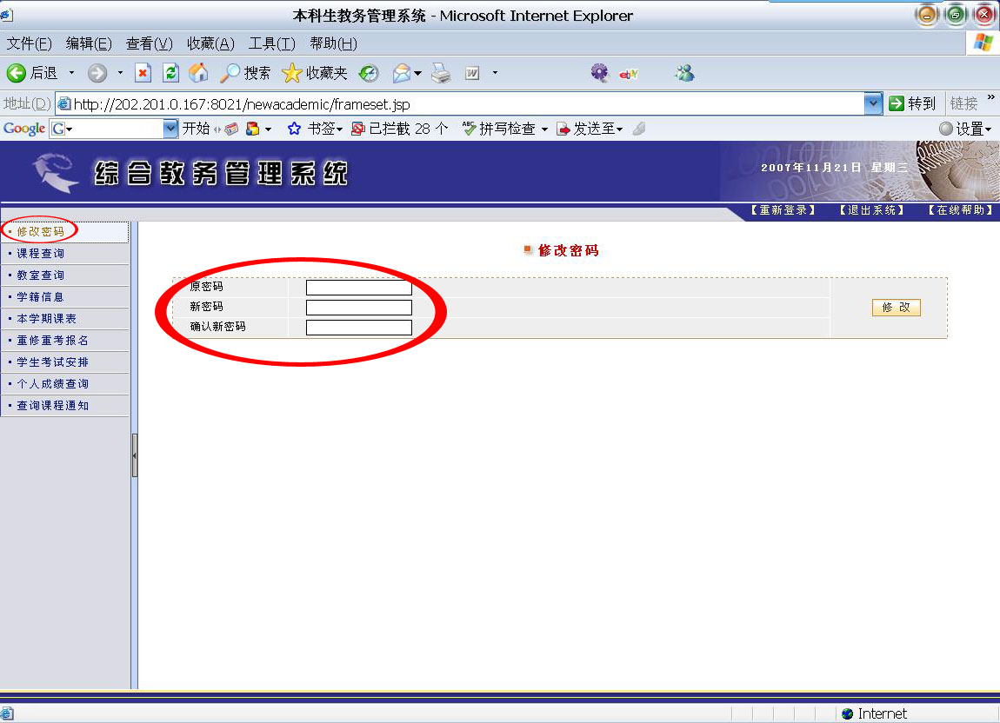 本科生教务管理系统 - Microsoft Internet Explorer
文件(F) 编辑(E) 查看(V) 收藏(A) 工具(T) 帮助(H)
后退 搜索 收藏夹 W ebY
地址(D) http://202.201.0.167:8021/newacademic/frameset.jsp 转到 链接 »
Google G 开始 书签 已拦截 28 个 ABC 拼写检查 发送至 设置
综合教务管理系统
2007年11月21日 星期三
【重新登录】 【退出系统】 【在线帮助】
修改密码
课程查询
教室查询
学籍信息
本学期课表
重修重考报名
学生考试安排
个人成绩查询
查询课程通知
修改密码
原密码
新密码
确认新密码
修 改
Internet